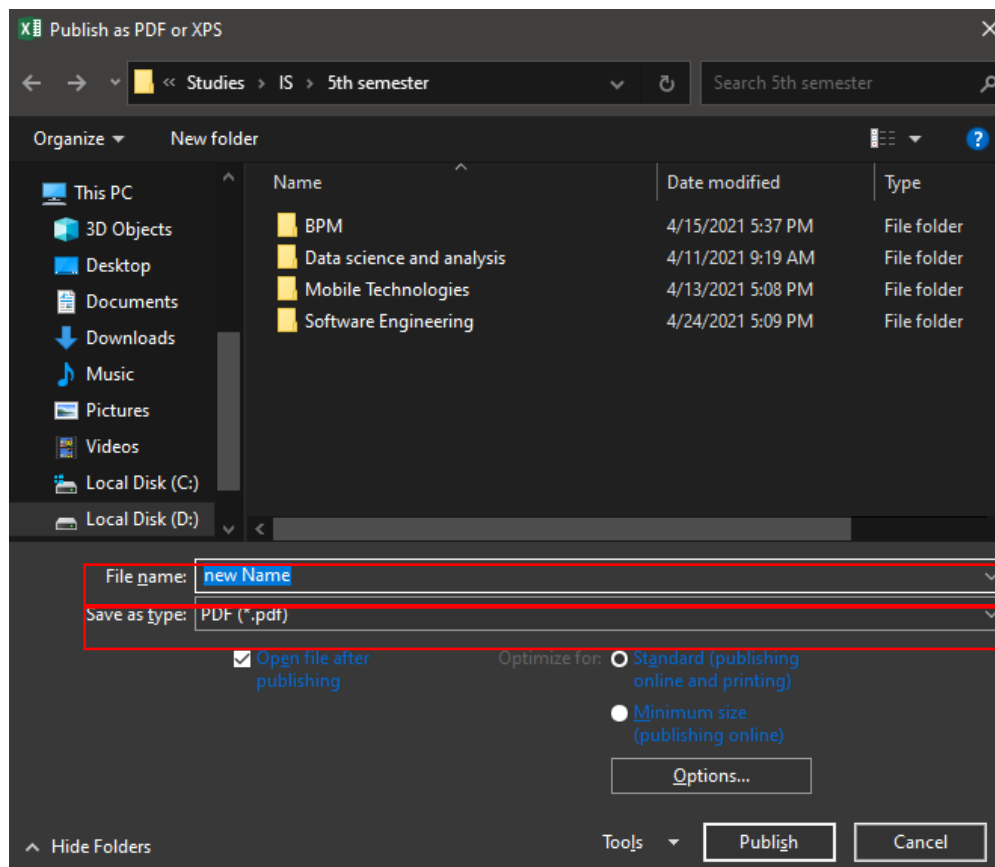 Publish as PDF or XPS
« Studies > IS > 5th semester
Search 5th semester
Organize
New folder
?
This PC
3D Objects
Desktop
Documents
Downloads
Music
Pictures
Videos
Local Disk (C:)
Local Disk (D:)
Name Date modified Type
BPM 4/15/2021 5:37 PM File folder
Data science and analysis 4/11/2021 9:19 AM File folder
Mobile Technologies 4/13/2021 5:08 PM File folder
Software Engineering 4/24/2021 5:09 PM File folder
File name: new Name
Save as type: PDF (*.pdf)
Open file after
publishing
Optimize for:
Standard (publishing
online and printing)
Minimum size
(publishing online)
Options...
Hide Folders
Tools
Publish
Cancel